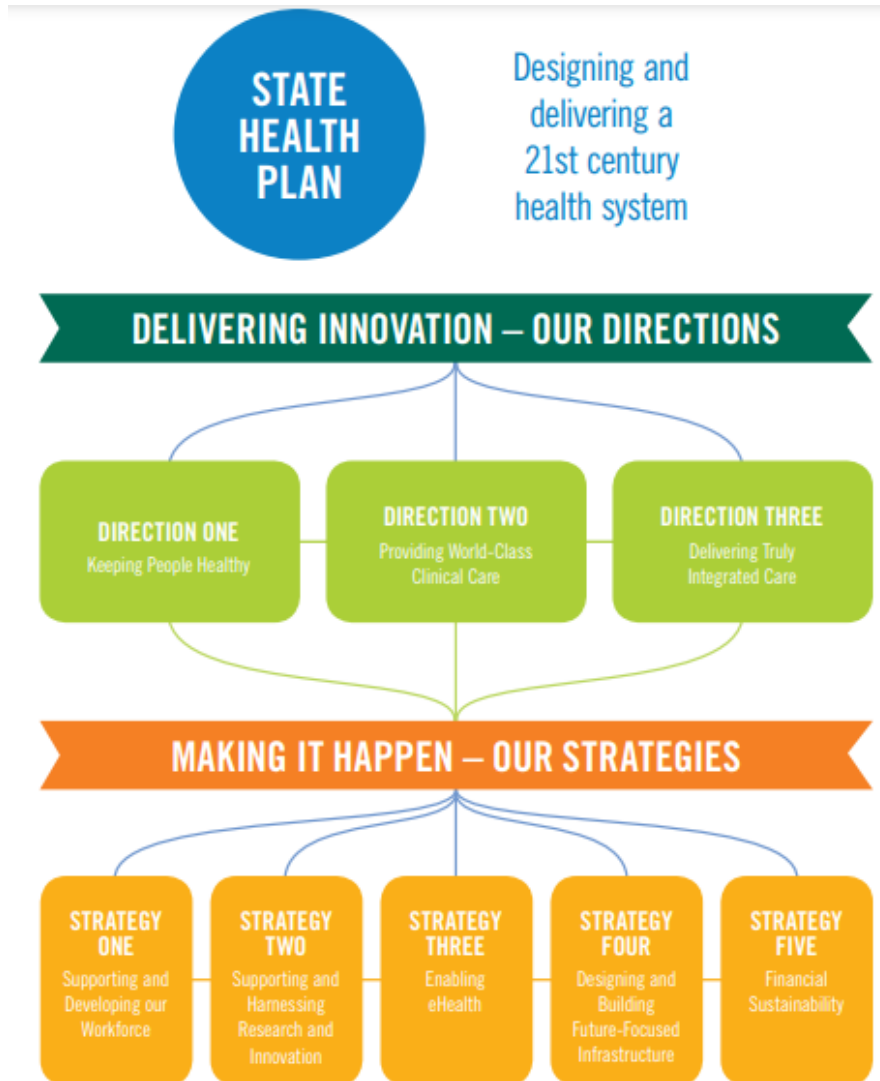 STATE
HEALTH
PLAN
Designing and
delivering a
21st century
health system
DELIVERING INNOVATION – OUR DIRECTIONS
DIRECTION ONE
Keeping People Healthy
DIRECTION TWO
Providing World-Class
Clinical Care
DIRECTION THREE
Delivering Truly
Integrated Care
MAKING IT HAPPEN – OUR STRATEGIES
STRATEGY
ONE
Supporting and
Developing our
Workforce
STRATEGY
TWO
Supporting and
Harnessing
Research and
Innovation
STRATEGY
THREE
Enabling
eHealth
STRATEGY
FOUR
Designing and
Building
Future-Focused
Infrastructure
STRATEGY
FIVE
Financial
Sustainability